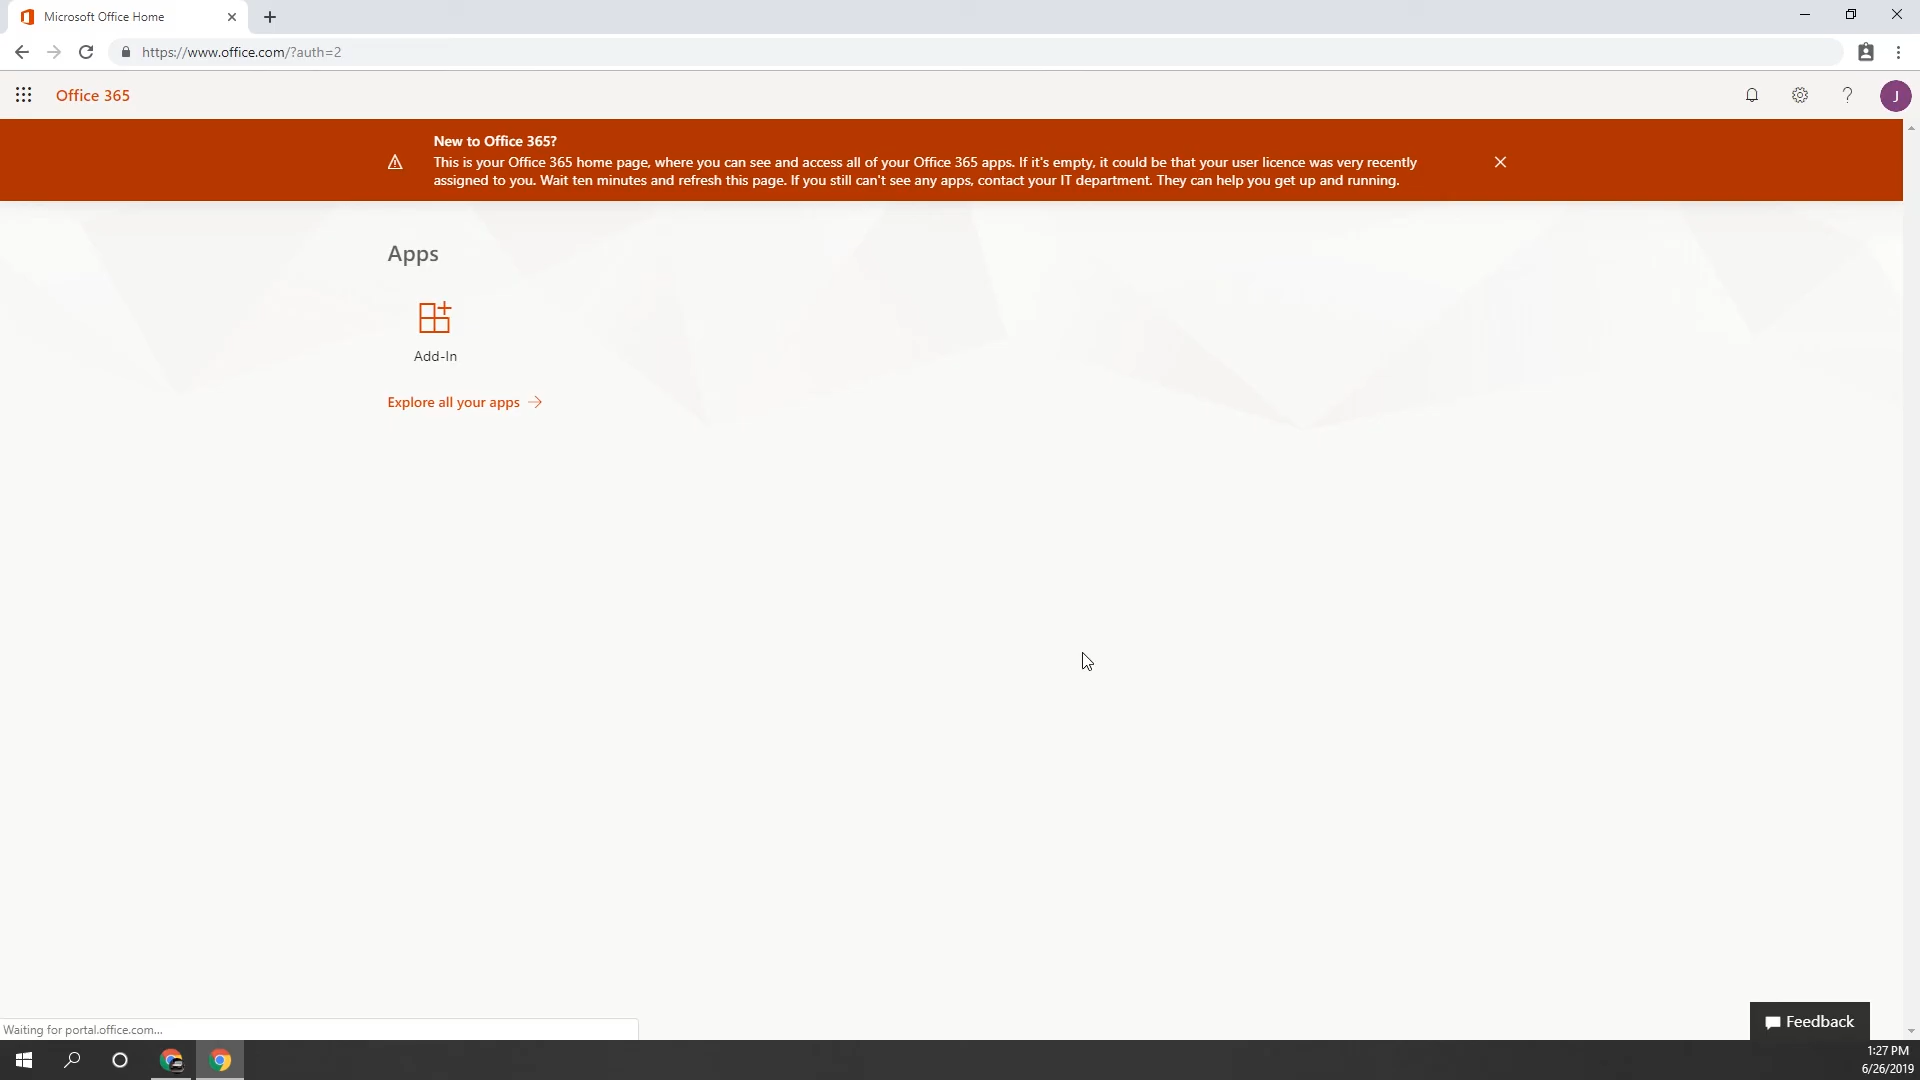 Microsoft Office Home
https://www.office.com/?auth=2
Office 365
J
New to Office 365?
This is your Office 365 home page, where you can see and access all of your Office 365 apps. If it's empty, it could be that your user licence was very recently
assigned to you. Wait ten minutes and refresh this page. If you still can't see any apps, contact your IT department. They can help you get up and running.
Apps
Add-In
Explore all your apps
Feedback
Waiting for portal.office.com...
1:27 PM
6/26/2019